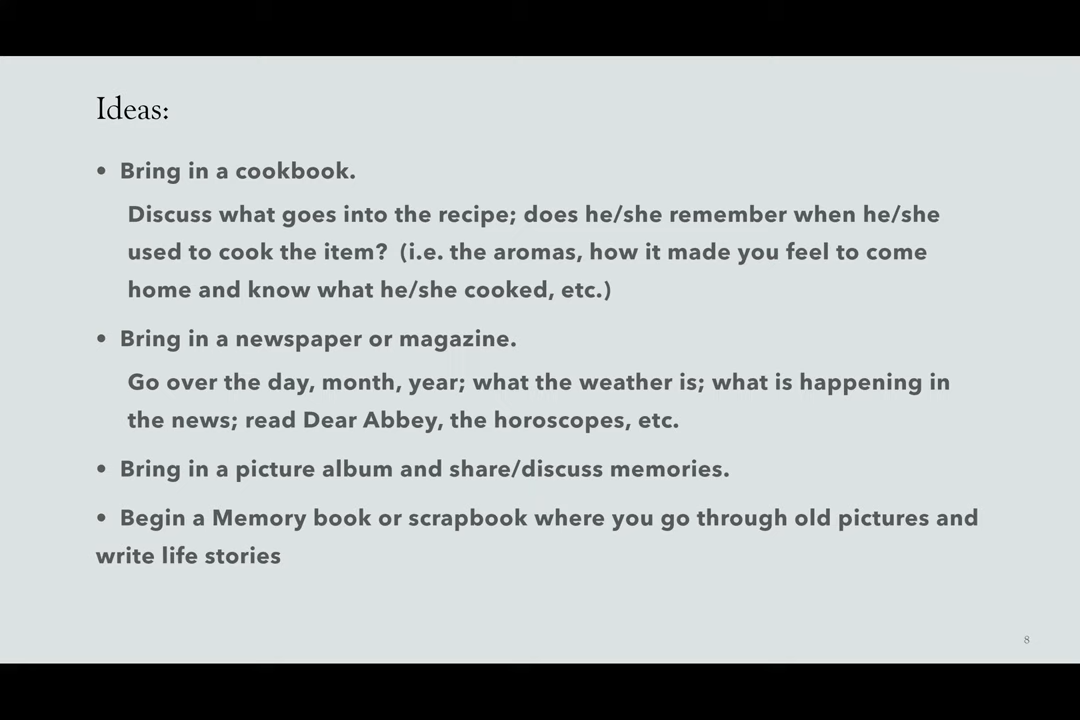 Ideas:
• Bring in a cookbook.
Discuss what goes into the recipe; does he/she remember when he/she
used to cook the item? (i.e. the aromas, how it made you feel to come
home and know what he/she cooked, etc.)
• Bring in a newspaper or magazine.
Go over the day, month, year; what the weather is; what is happening in
the news; read Dear Abbey, the horoscopes, etc.
• Bring in a picture album and share/discuss memories.
• Begin a Memory book or scrapbook where you go through old pictures and
write life stories
8